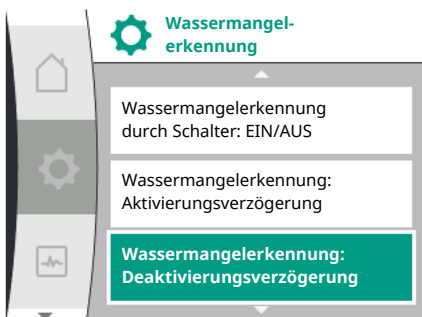 Wassermangel-
erkennung
Wassermangelerkennung
durch Schalter: EIN/AUS
Wassermangelerkennung:
Aktivierungsverzögerung
Wassermangelerkennung:
Deaktivierungsverzögerung